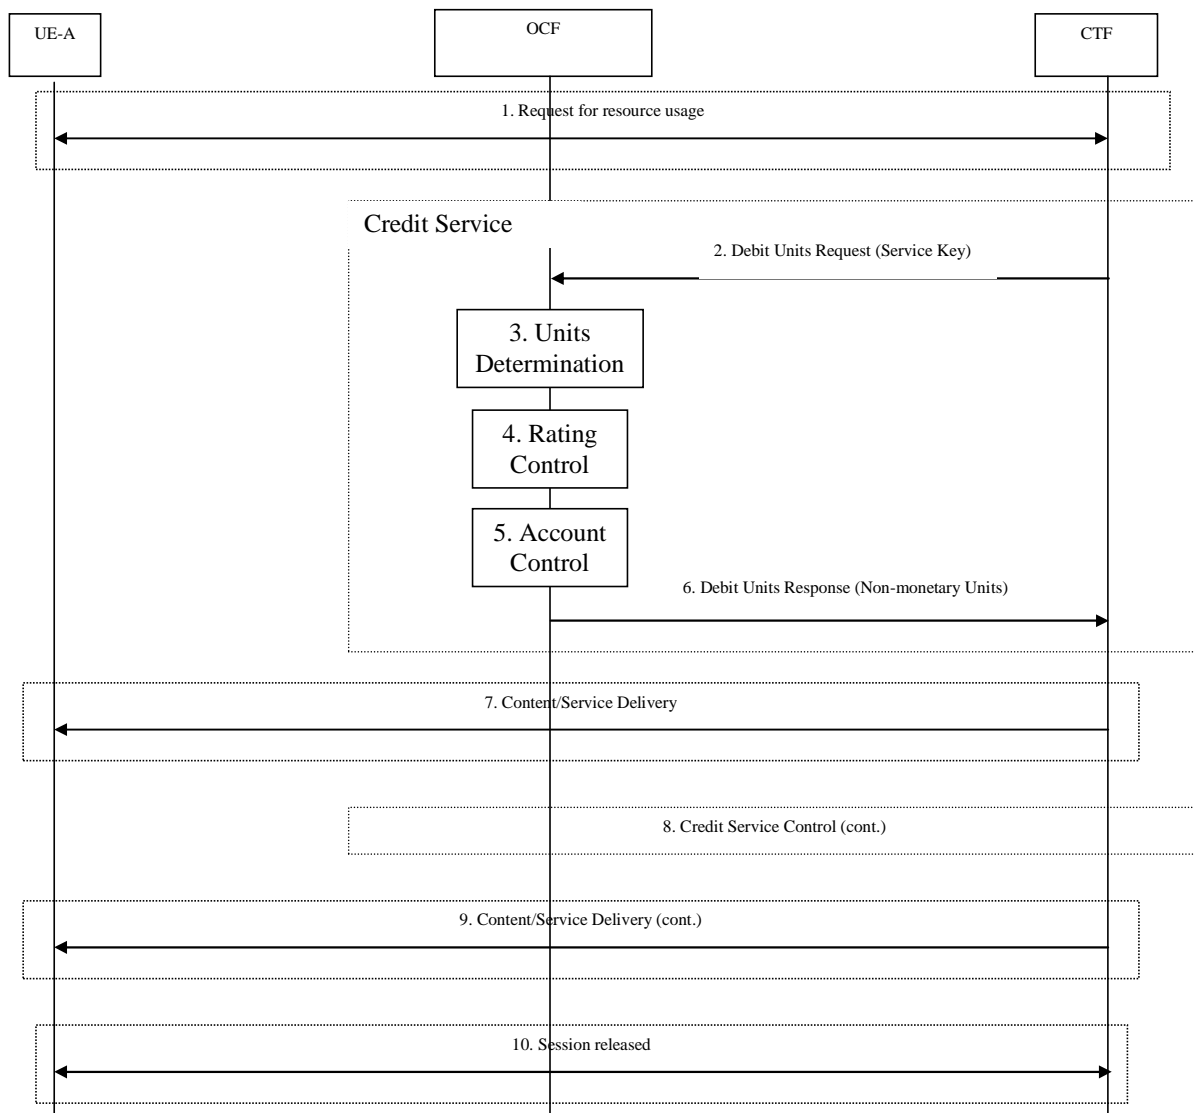 UE-A
OCF
CTF
1. Request for resource usage
Credit Service
2. Debit Units Request (Service Key)
3. Units
Determination
4. Rating
Control
5. Account
Control
6. Debit Units Response (Non-monetary Units)
7. Content/Service Delivery
8. Credit Service Control (cont.)
9. Content/Service Delivery (cont.)
10. Session released